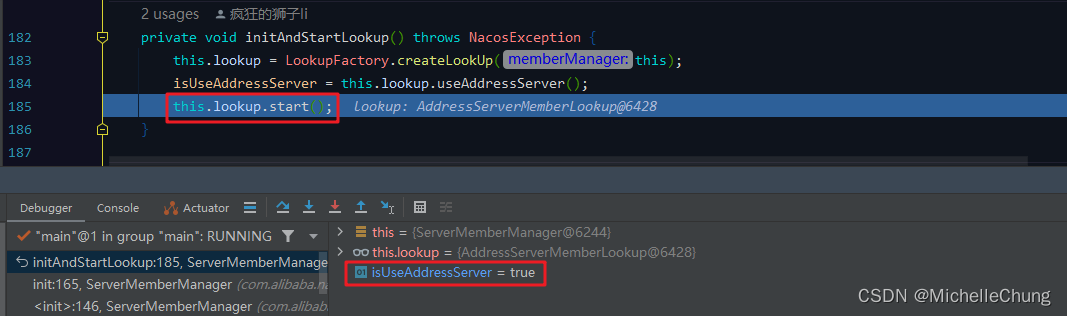 2 usages 疯狂的狮子li
182 private void initAndStartLookup() throws NacosException {
183 this.lookup = LookupFactory.createLookUp( memberManager: this);
184 isUseAddressServer = this.lookup.useAddressServer();
185 this.lookup.start(); lookup: AddressServerMemberLookup@6428
186 }
187
Debugger Console Actuator
"main"@1 in group "main": RUNNING
this = {ServerMemberManager@6244}
initAndStartLookup:185, ServerMemberManage
this.lookup = {AddressServerMemberLookup@6428}
init:165, ServerMemberManager (com.alibaba.na
01 isUseAddressServer = true
<init>:146, ServerMemberManager (com.alibaba
CSDN @MichelleChung